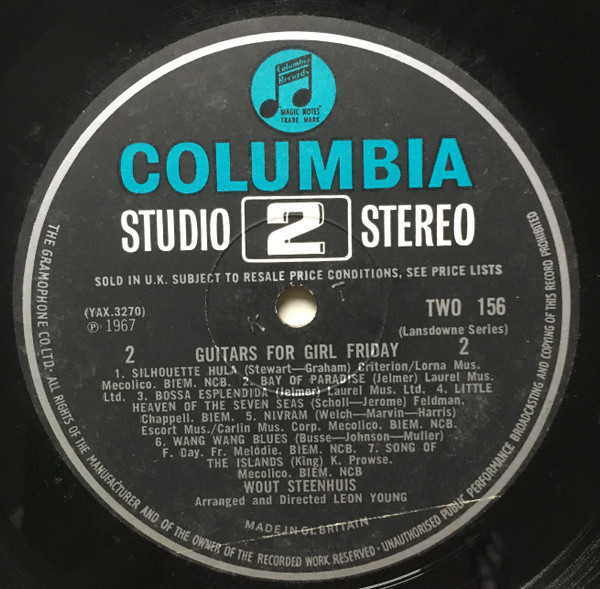 Columbia
Records
"MAGIC NOTES"
TRADE MARK
COLUMBIA
STUDIO 2 STEREO
SOLD IN U.K. SUBJECT TO RESALE PRICE CONDITIONS, SEE PRICE LISTS
(YAX.3270)
Ⓟ 1967
TWO 156
(Lansdowne Series)
2 GUITARS FOR GIRL FRIDAY 2
1. SILHOUETTE HULA (Stewart—Graham) Criterion/Lorna Mus.
Mecolico. BIEM. NCB. 2. BAY OF PARADISE (Jelmer) Laurel Mus.
Ltd. 3. BOSSA ESPLENDIDA (Jelmer) Laurel Mus. Ltd. 4. LITTLE
HEAVEN OF THE SEVEN SEAS (Scholl—Jerome) Feldman,
Chappell. BIEM. 5. NIVRAM (Welch—Marvin—Harris)
Escort Mus./Carlin Mus. Corp. Mecolico. BIEM. NCB.
6. WANG WANG BLUES (Busse—Johnson—Muller)
F. Day. Fr. Melodie. BIEM. NCB. 7. SONG OF
THE ISLANDS (King) K. Prowse.
Mecolico. BIEM. NCB
WOUT STEENHUIS
Arranged and Directed LEON YOUNG
MADE IN GT. BRITAIN
THE GRAMOPHONE CO. LTD. · ALL RIGHTS OF THE MANUFACTURER AND OF THE OWNER OF THE RECORDED WORK RESERVED · UNAUTHORISED PUBLIC PERFORMANCE BROADCASTING AND COPYING OF THIS RECORD PROHIBITED